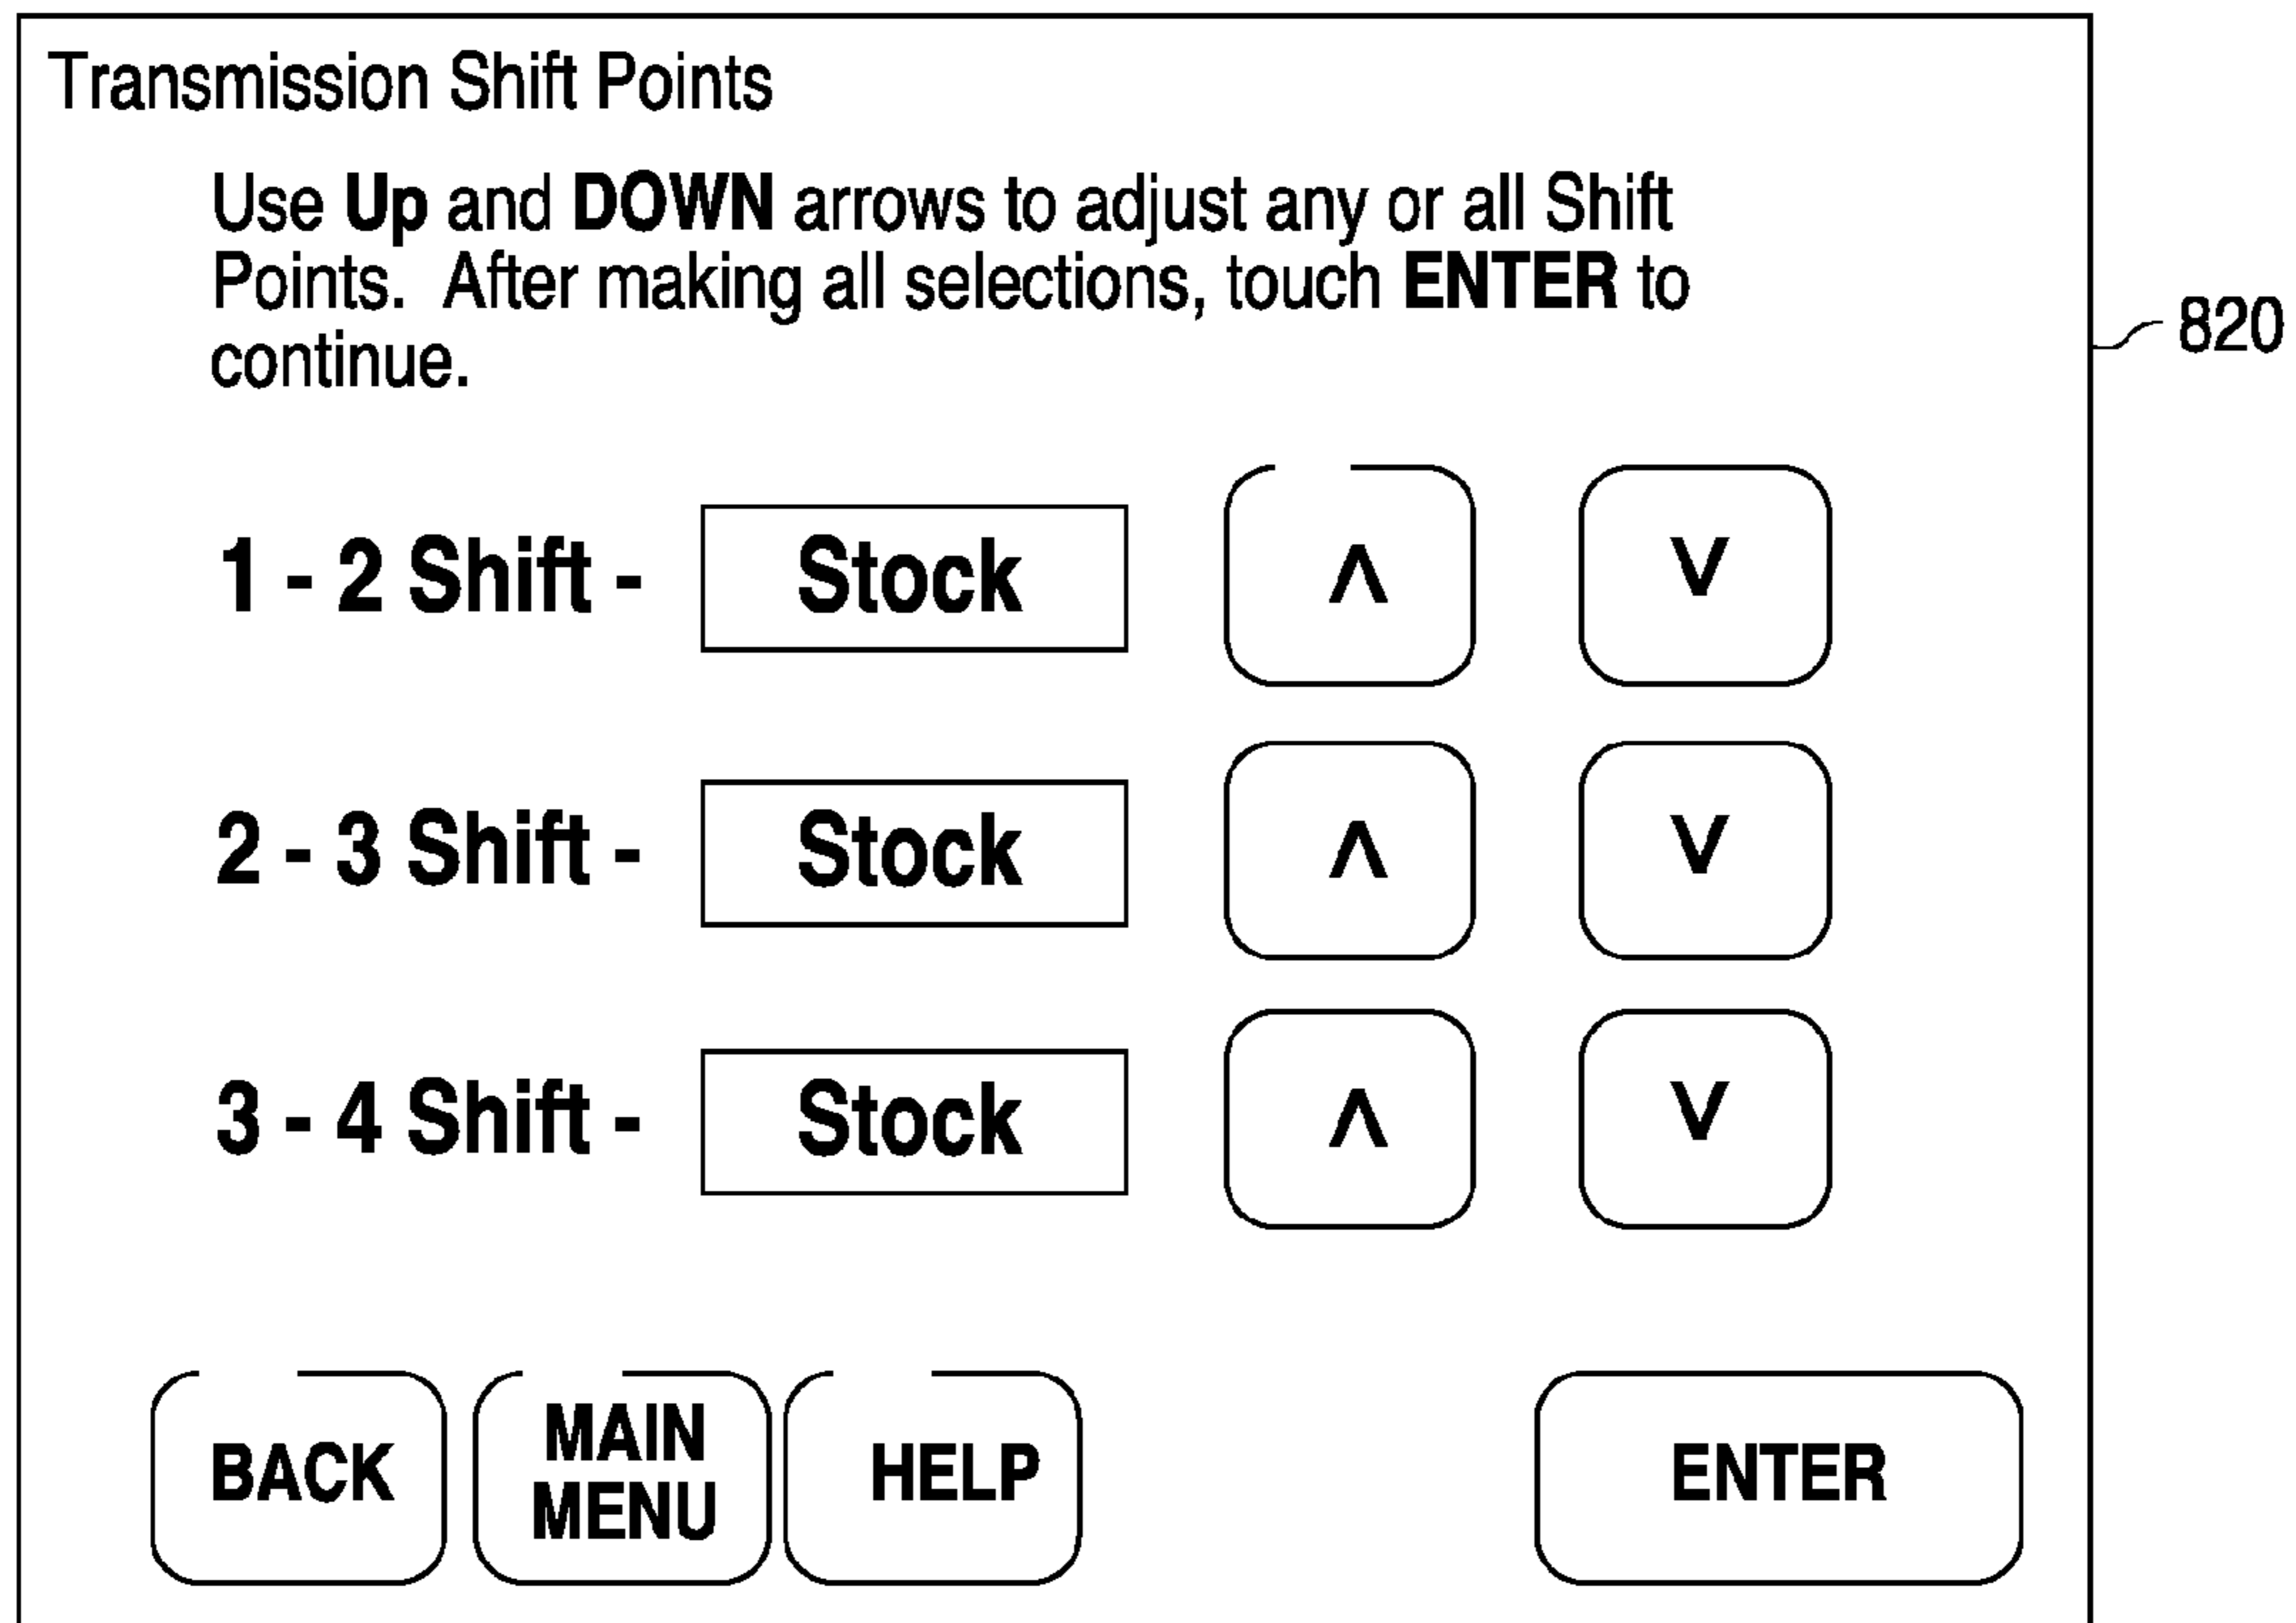 Transmission Shift Points
Use Up and DOWN arrows to adjust any or all Shift
Points. After making all selections, touch ENTER to
continue.
820
1 - 2 Shift - Stock ∧ ∨
2 - 3 Shift - Stock ∧ ∨
3 - 4 Shift - Stock ∧ ∨
BACK
MAIN
MENU
HELP
ENTER